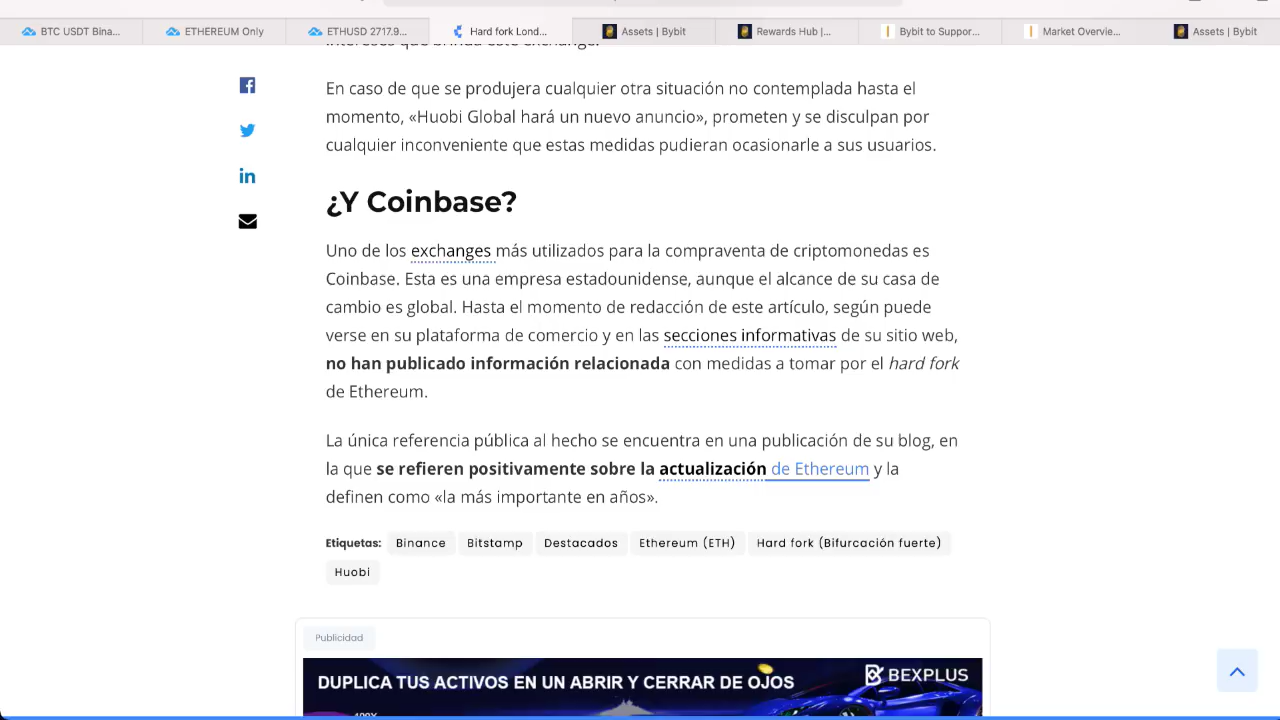 BTC USDT Bina...
ETHEREUM Only
ETHUSD 2717.9...
Hard fork Lond...
Assets | Bybit
Rewards Hub |...
Bybit to Suppor...
Market Overvie...
Assets | Bybit
intereses que brinda este exchange.
En caso de que se produjera cualquier otra situación no contemplada hasta el
momento, «Huobi Global hará un nuevo anuncio», prometen y se disculpan por
cualquier inconveniente que estas medidas pudieran ocasionarle a sus usuarios.
¿Y Coinbase?
Uno de los exchanges más utilizados para la compraventa de criptomonedas es
Coinbase. Esta es una empresa estadounidense, aunque el alcance de su casa de
cambio es global. Hasta el momento de redacción de este artículo, según puede
verse en su plataforma de comercio y en las secciones informativas de su sitio web,
no han publicado información relacionada con medidas a tomar por el hard fork
de Ethereum.
La única referencia pública al hecho se encuentra en una publicación de su blog, en
la que se refieren positivamente sobre la actualización de Ethereum y la
definen como «la más importante en años».
Etiquetas: Binance Bitstamp Destacados Ethereum (ETH) Hard fork (Bifurcación fuerte)
Huobi
Publicidad
DUPLICA TUS ACTIVOS EN UN ABRIR Y CERRAR DE OJOS
BEXPLUS